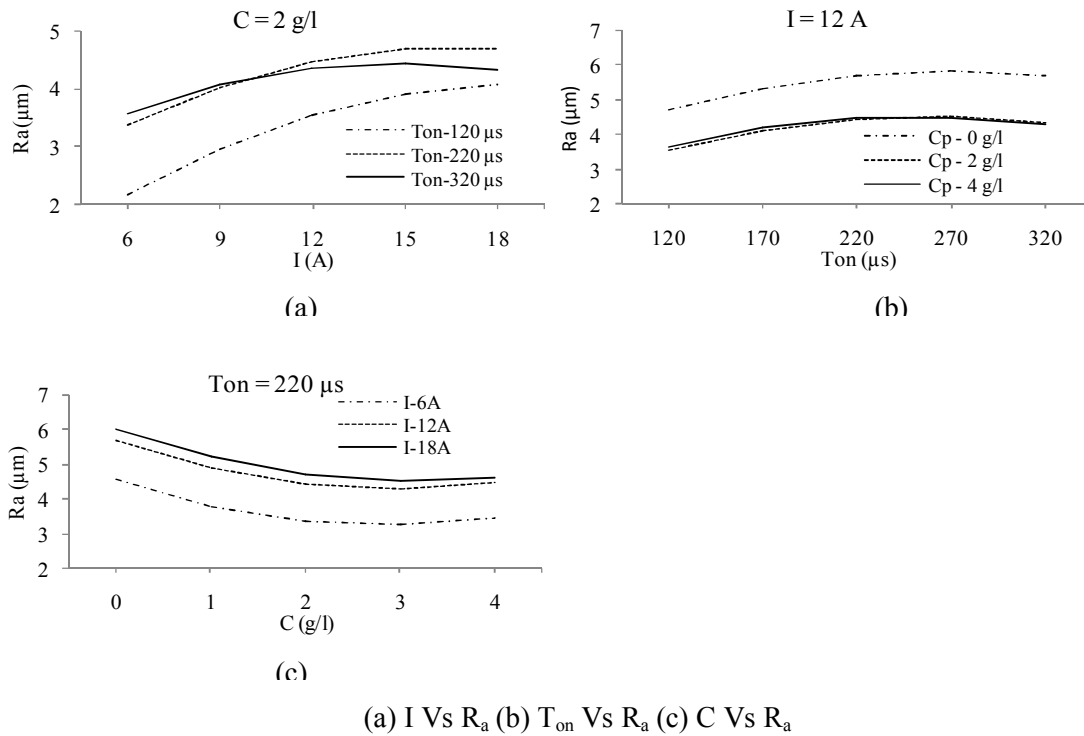 C = 2 g/l
5
4
3
2
Ra (µm)
Ton-120 µs
Ton-220 µs
Ton-320 µs
6 9 12 15 18
I (A)
(a)
I = 12 A
7
6
5
4
3
2
Ra (µm)
Cp - 0 g/l
Cp - 2 g/l
Cp - 4 g/l
120 170 220 270 320
Ton (µs)
(b)
Ton = 220 µs
7
6
5
4
3
2
Ra (µm)
I-6A
I-12A
I-18A
0 1 2 3 4
C (g/l)
(c)
(a) I Vs Ra (b) Ton Vs Ra (c) C Vs Ra